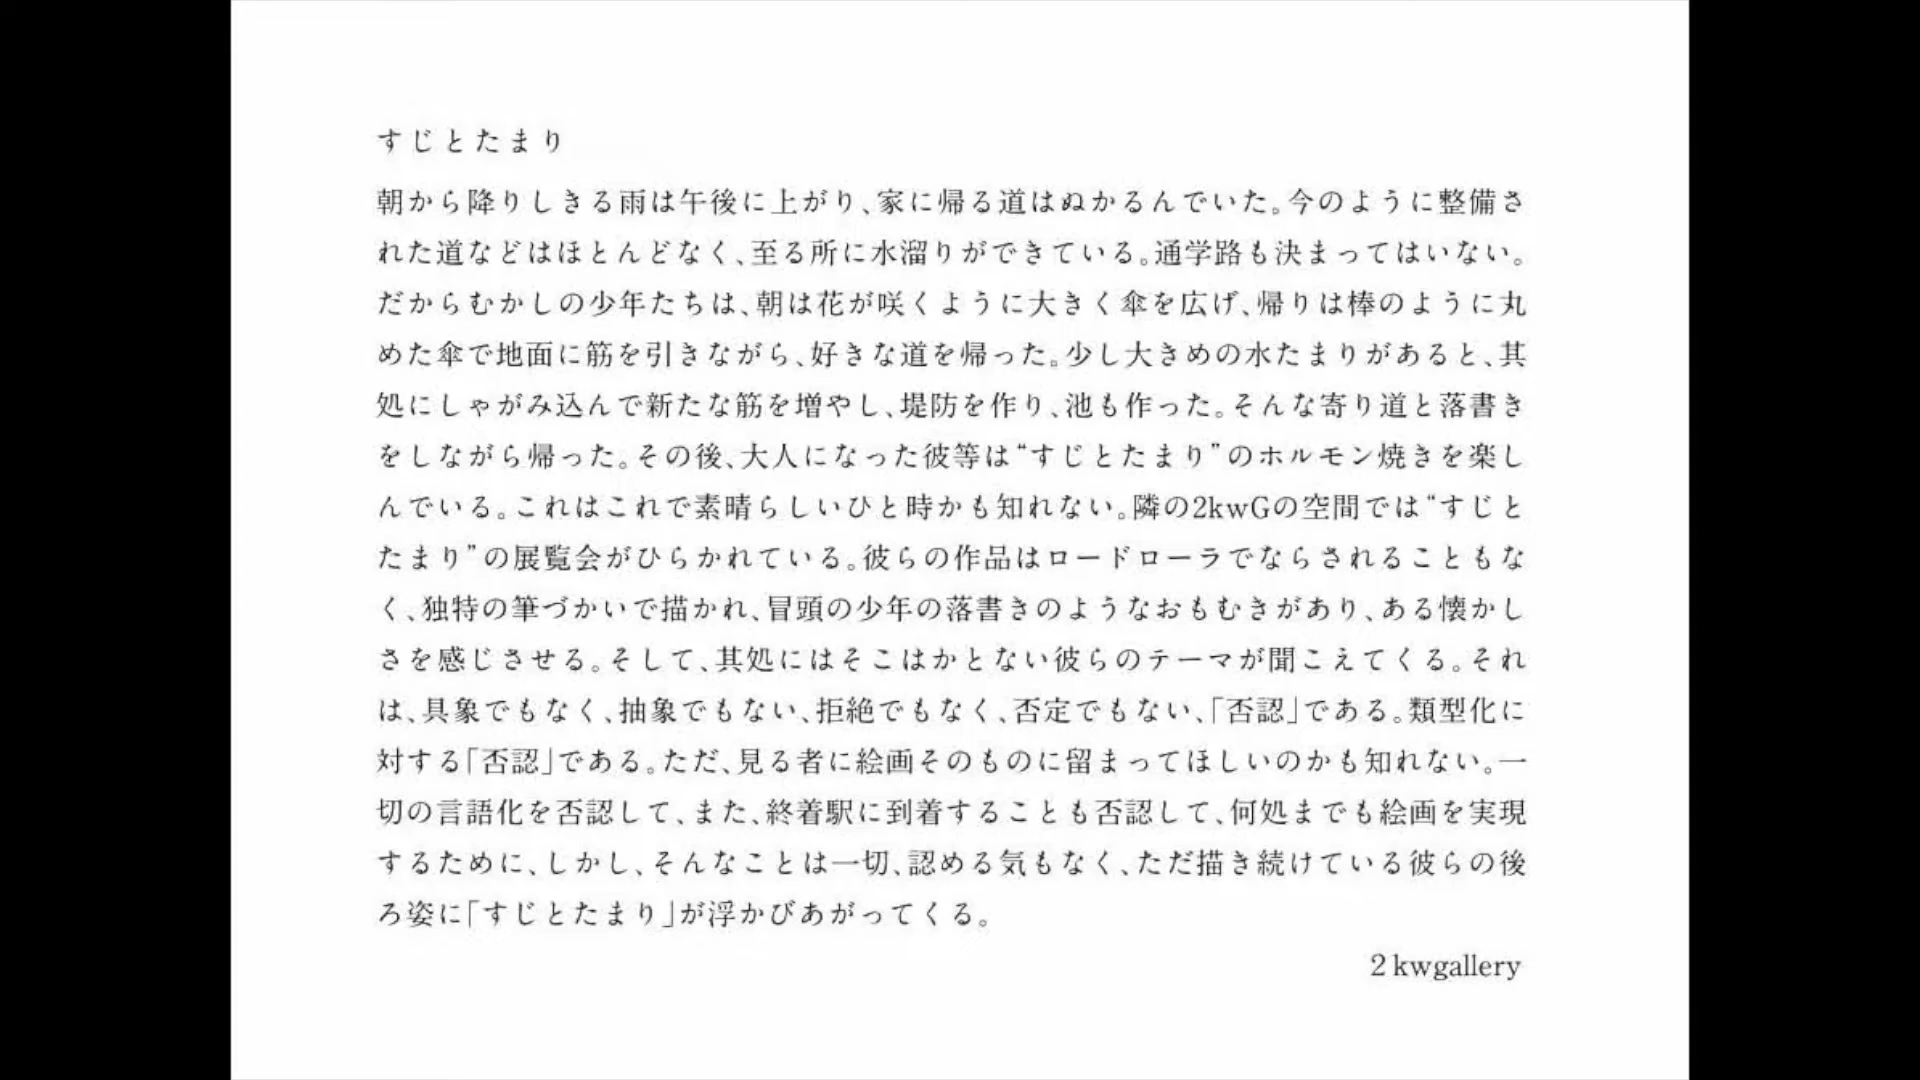 すじとたまり
朝から降りしきる雨は午後に上がり、家に帰る道はぬかるんでいた。今のように整備さ
れた道などはほとんどなく、至る所に水溜りができている。通学路も決まってはいない。
だからむかしの少年たちは、朝は花が咲くように大きく傘を広げ、帰りは棒のように丸
めた傘で地面に筋を引きながら、好きな道を帰った。少し大きめの水たまりがあると、其
処にしゃがみ込んで新たな筋を増やし、堤防を作り、池も作った。そんな寄り道と落書き
をしながら帰った。その後、大人になった彼等は“すじとたまり”のホルモン焼きを楽し
んでいる。これはこれで素晴らしいひと時かも知れない。隣の2kwGの空間では“すじと
たまり”の展覧会がひらかれている。彼らの作品はロードローラでならされることもな
く、独特の筆づかいで描かれ、冒頭の少年の落書きのようなおもむきがあり、ある懐かし
さを感じさせる。そして、其処にはそこはかとない彼らのテーマが聞こえてくる。それ
は、具象でもなく、抽象でもない、拒絶でもなく、否定でもない、「否認」である。類型化に
対する「否認」である。ただ、見る者に絵画そのものに留まってほしいのかも知れない。一
切の言語化を否認して、また、終着駅に到着することも否認して、何処までも絵画を実現
するために、しかし、そんなことは一切、認める気もなく、ただ描き続けている彼らの後
ろ姿に「すじとたまり」が浮かびあがってくる。
2kwgallery